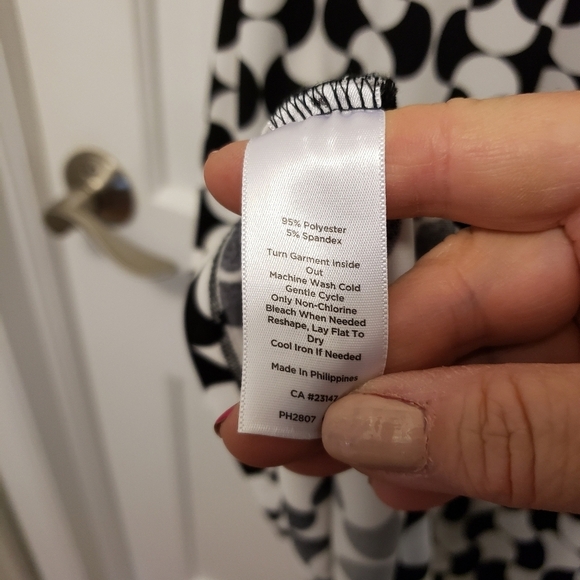 95% Polyester
5% Spandex
Turn Garment Inside
Out
Machine Wash Cold
Gentle Cycle
Only Non-Chlorine
Bleach When Needed
Reshape, Lay Flat To
Dry
Cool Iron If Needed
Made In Philippines
CA
PH2807